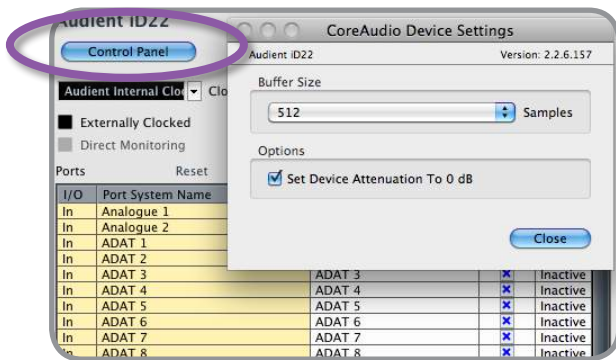 Audient iD22
Control Panel
Audient Internal Clo
Clo
Externally Clocked
Direct Monitoring
Ports
Reset
I/O Port System Name
In Analogue 1
In Analogue 2
In ADAT 1
In ADAT 2
In ADAT 3 ADAT 3 Inactive
In ADAT 4 ADAT 4 Inactive
In ADAT 5 ADAT 5 Inactive
In ADAT 6 ADAT 6 Inactive
In ADAT 7 ADAT 7 Inactive
In ADAT 8 ADAT 8 Inactive
CoreAudio Device Settings
Audient iD22 Version: 2.2.6.157
Buffer Size
512 Samples
Options
Set Device Attenuation To 0 dB
Close